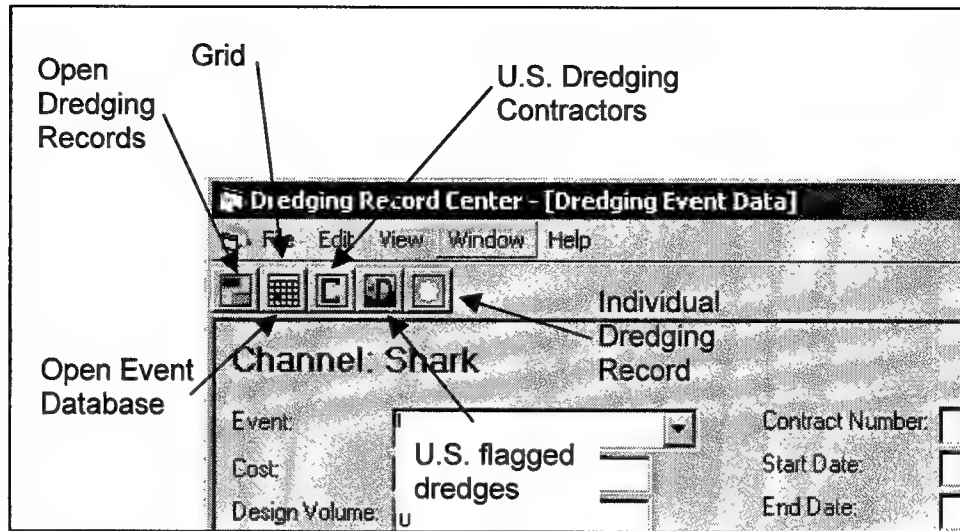 Open
Dredging
Records
Grid
U.S. Dredging
Contractors
Dredging Record Center - [Dredging Event Data]
File Edit View Window Help
C D
Individual
Dredging
Record
Channel: Shark
Open Event
Database
Event:
Contract Number:
Cost:
U.S. flagged
dredges
Start Date:
Design Volume:
End Date: